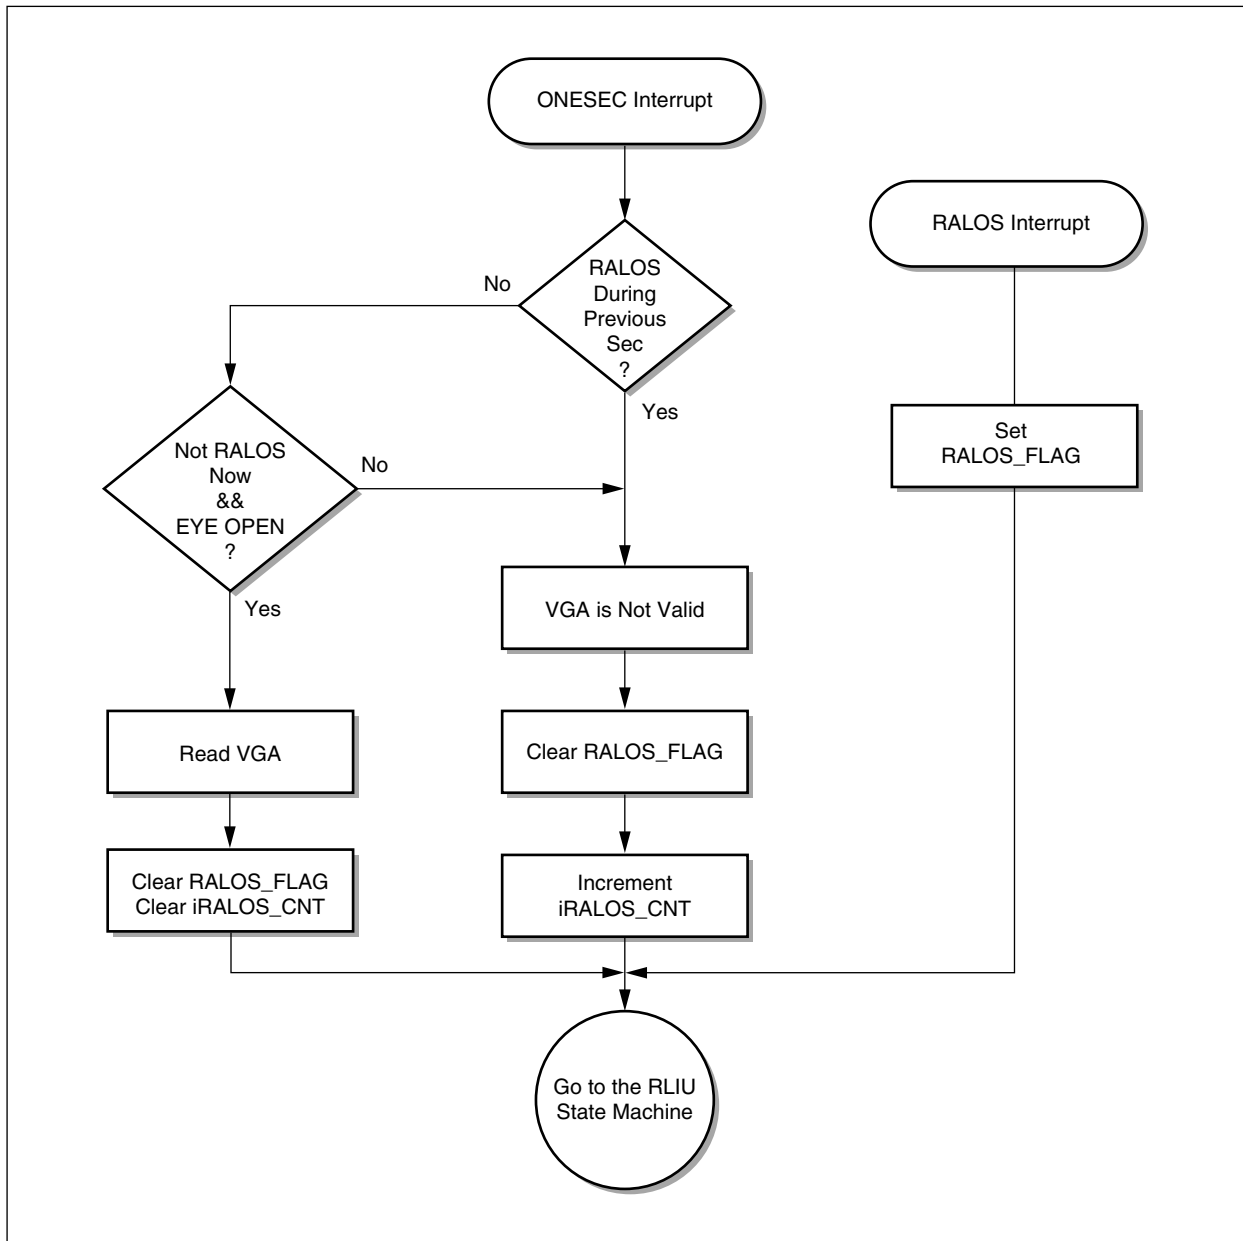 ONESEC Interrupt
RALOS Interrupt
RALOS
During
Previous
Sec
?
No
Yes
Not RALOS
Now
&&
EYE OPEN
?
No
Yes
Set
RALOS_FLAG
VGA is Not Valid
Read VGA
Clear RALOS_FLAG
Clear RALOS_FLAG
Clear iRALOS_CNT
Increment
iRALOS_CNT
Go to the RLIU
State Machine